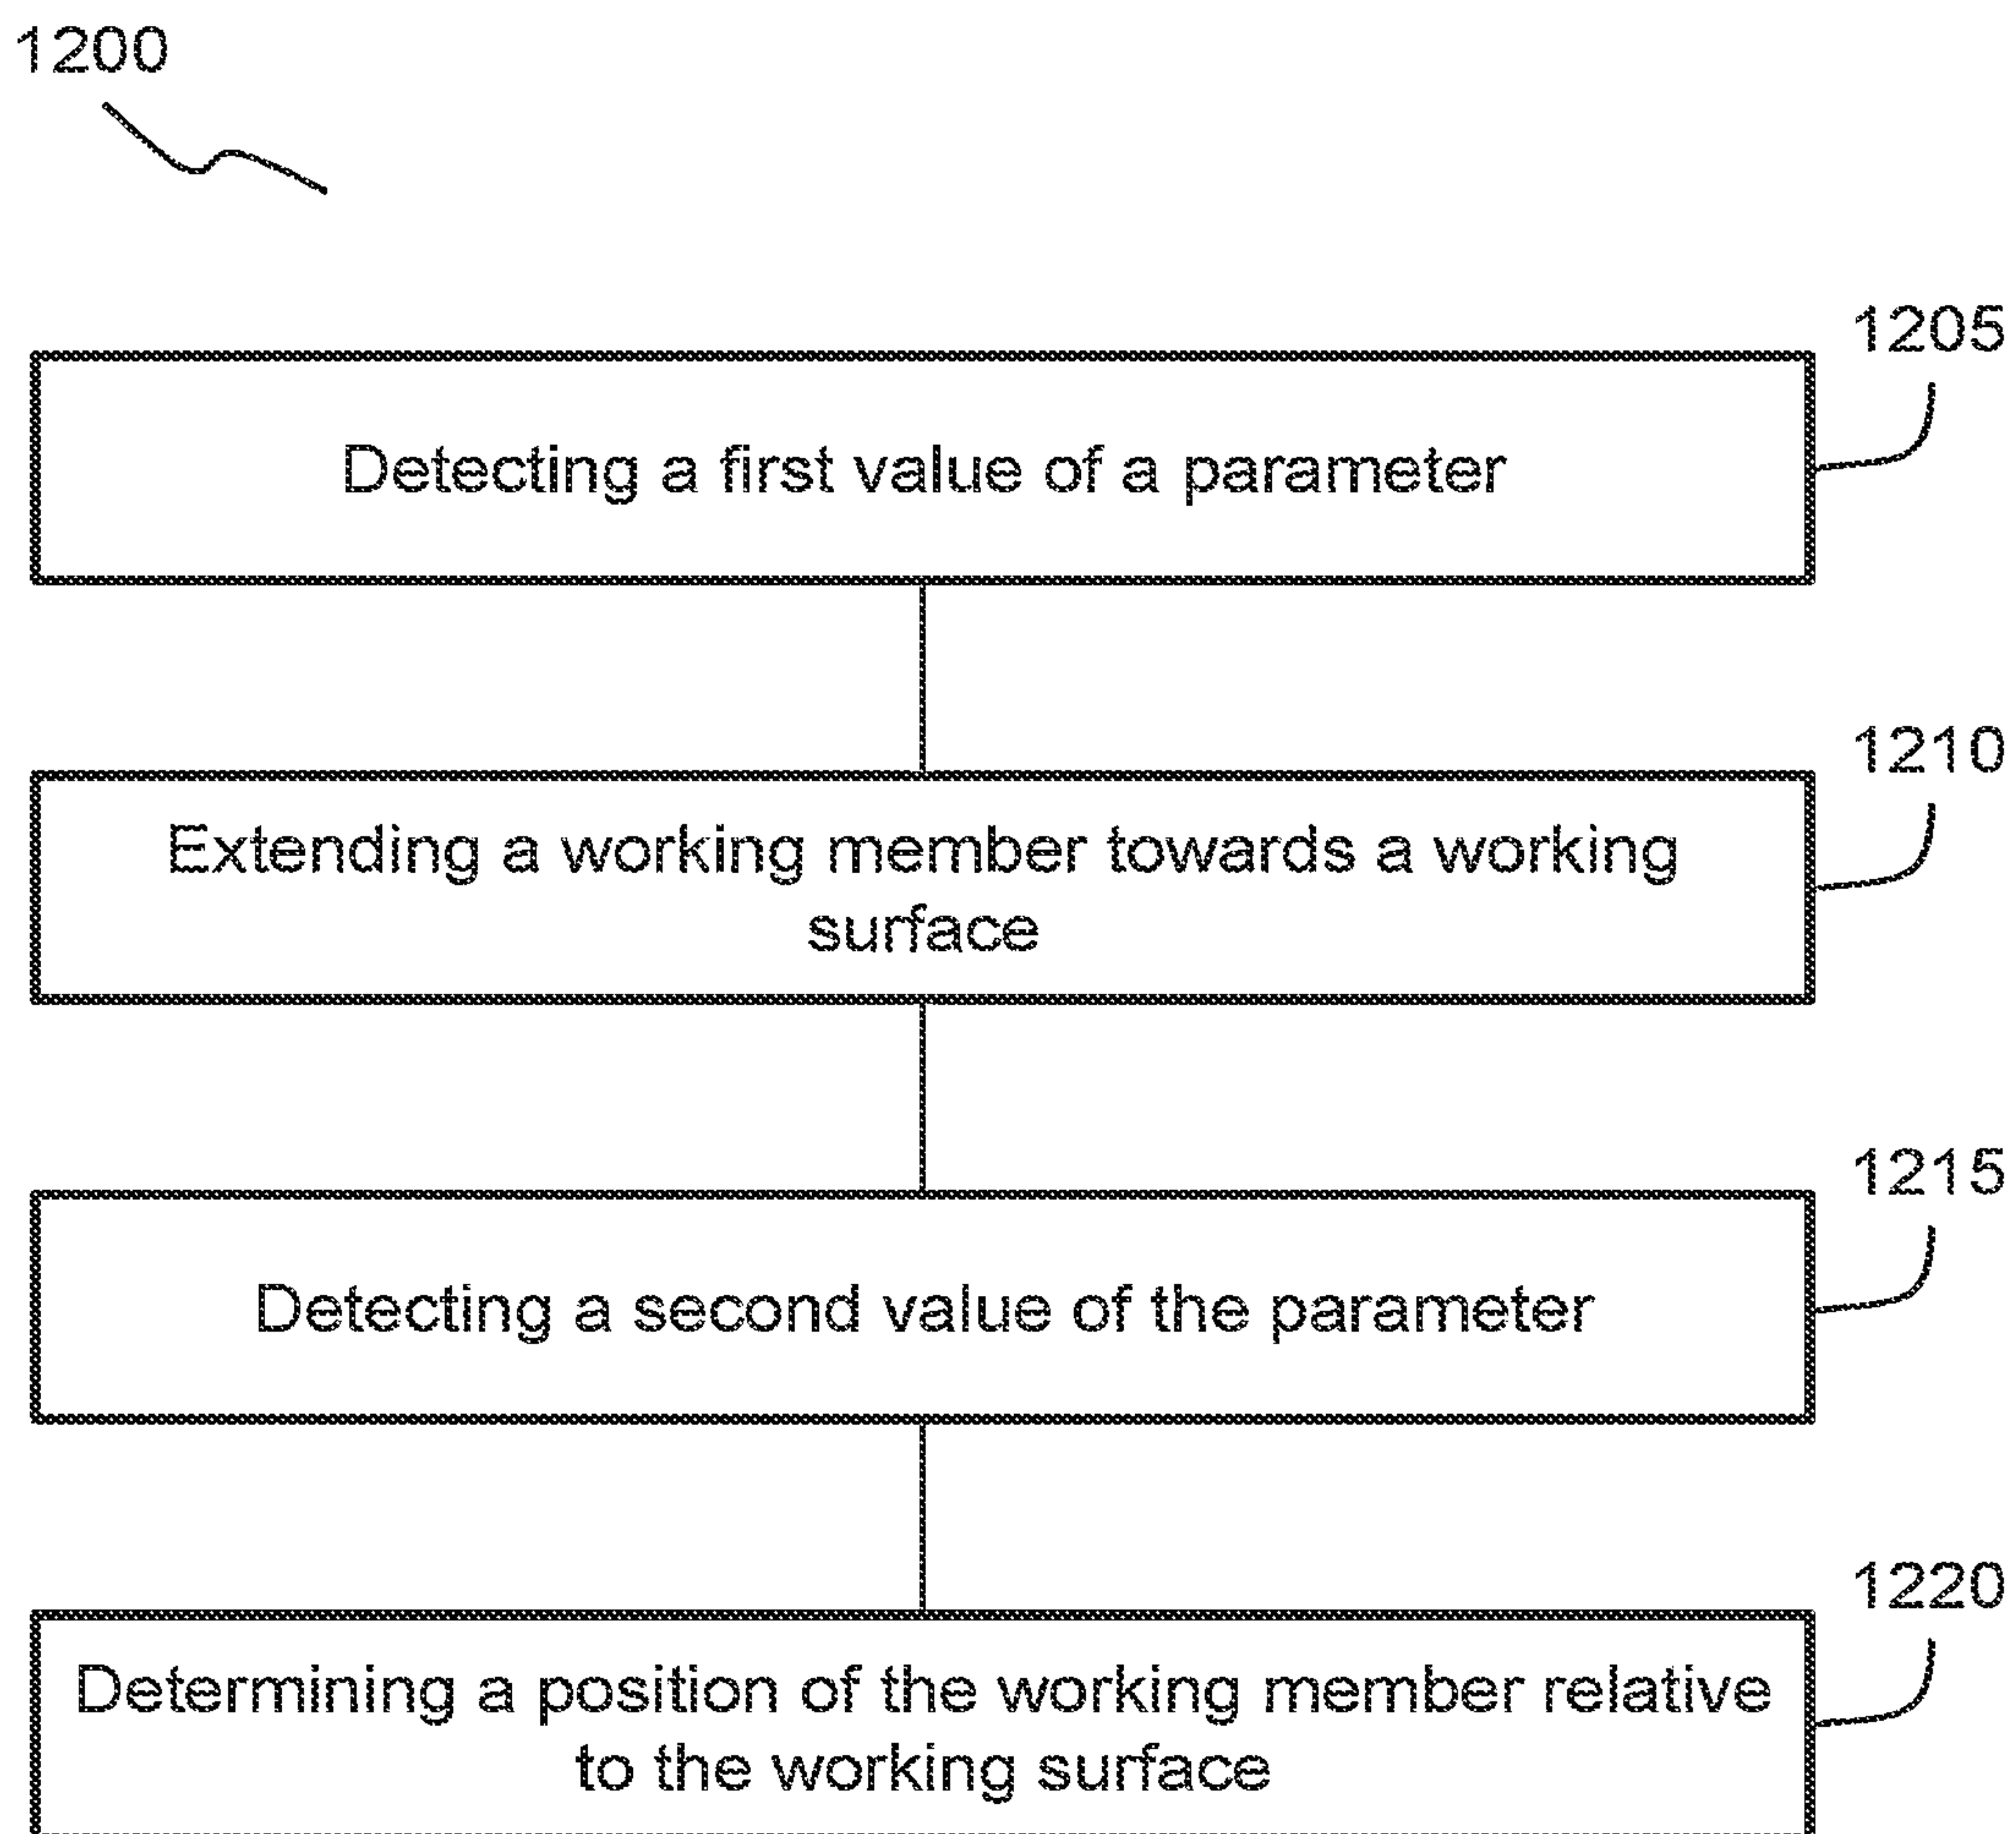 1200
1205
Detecting a first value of a parameter
1210
Extending a working member towards a working
surface
1215
Detecting a second value of the parameter
1220
Determining a position of the working member relative
to the working surface